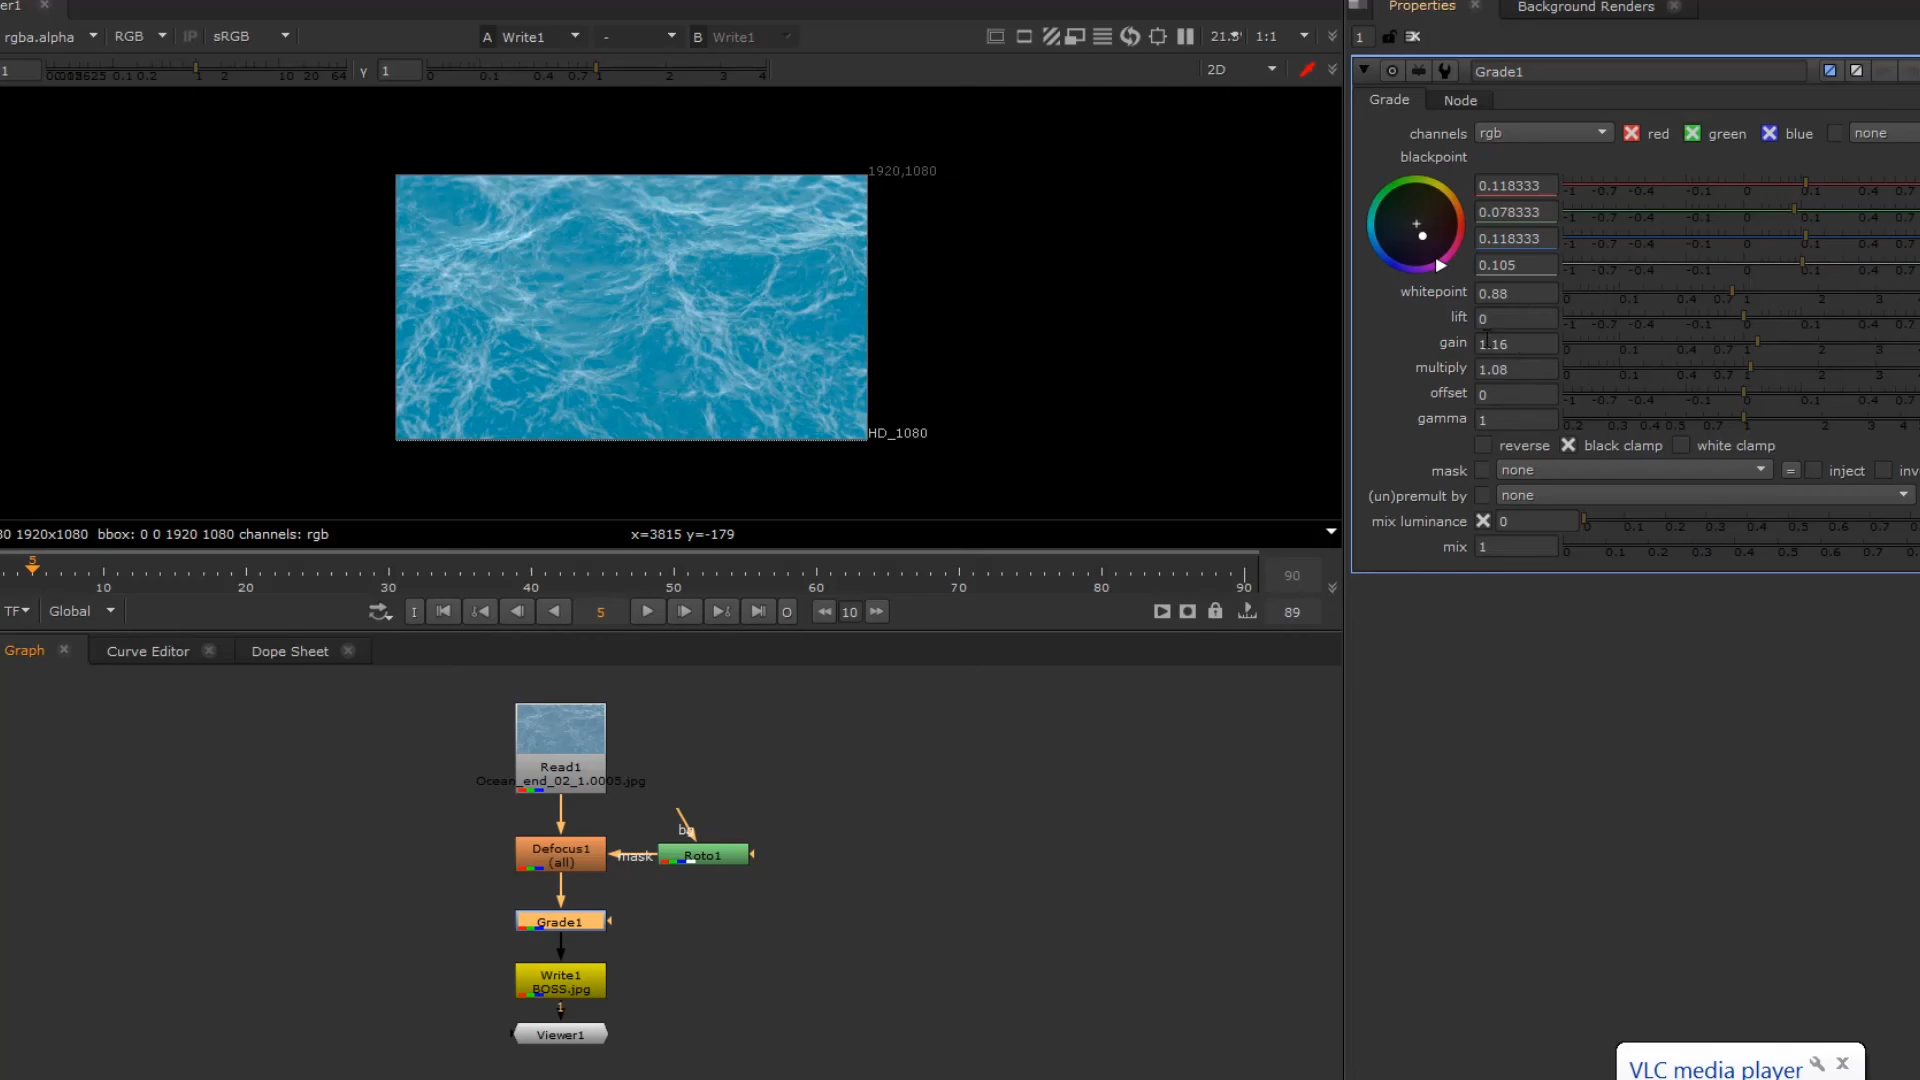 er1
Properties
Background Renders
rgba.alpha
RGB
IP
sRGB
A
Write1
-
B
Write1
1:1
1
1
y
1
2D
Grade1
Grade
Node
channels
rgb
red
green
blue
none
blackpoint
0.118333
0.078333
0.118333
0.105
whitepoint
0.88
lift
0
gain
1.16
multiply
1.08
offset
0
gamma
1
reverse
black clamp
white clamp
mask
none
=
inject
inv
(un)premult by
none
mix luminance
0
mix
1
1920,1080
HD_1080
1920x1080 bbox: 0 0 1920 1080 channels: rgb
x=3815 y=-179
5
10 20 30 40 50 60 70 80 90
90
TF
Global
I
5
O
10
89
Graph
Curve Editor
Dope Sheet
Read1
Ocean_end_02_1.0005.jpg
Defocus1
(all)
mask
Roto1
Grade1
Write1
BOSS.jpg
1
Viewer1
VLC media player